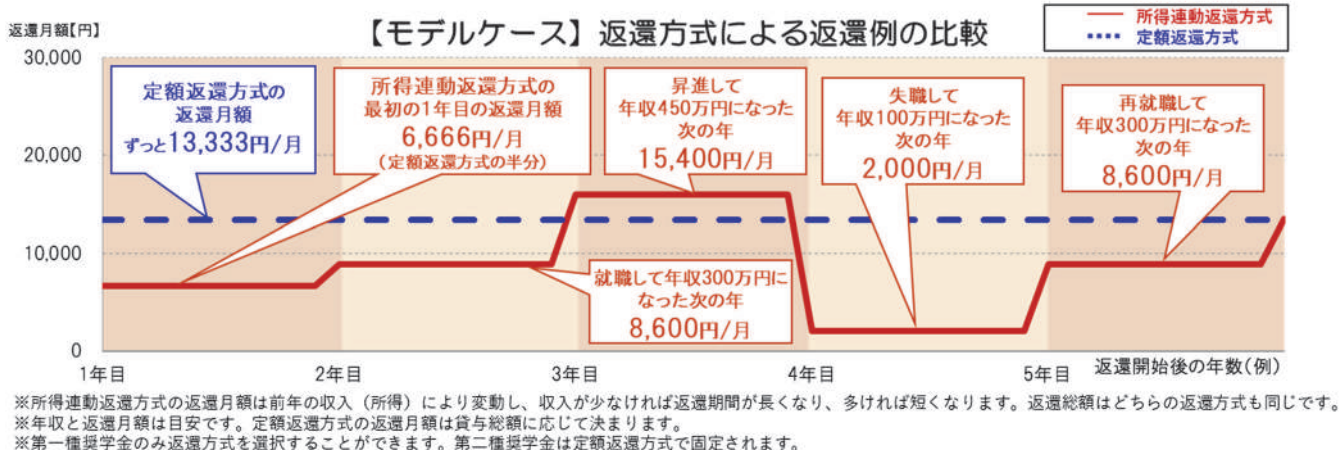 返還月額【円】
【モデルケース】返還方式による返還例の比較
所得連動返還方式
定額返還方式
30,000
20,000
10,000
0
定額返還方式の
返還月額
ずっと13,333円/月
所得連動返還方式の
最初の1年目の返還月額
6,666円/月
(定額返還方式の半分)
昇進して
年収450万円になった
次の年
15,400円/月
失職して
年収100万円になった
次の年
2,000円/月
再就職して
年収300万円になった
次の年
8,600円/月
就職して年収300万円に
なった次の年
8,600円/月
1年目
2年目
3年目
4年目
5年目
返還開始後の年数(例)
※所得連動返還方式の返還月額は前年の収入（所得）により変動し、収入が少なければ返還期間が長くなり、多ければ短くなります。返還総額はどちらの返還方式も同じです。
※年収と返還月額は目安です。定額返還方式の返還月額は貸与総額に応じて決まります。
※第一種奨学金のみ返還方式を選択することができます。第二種奨学金は定額返還方式で固定されます。